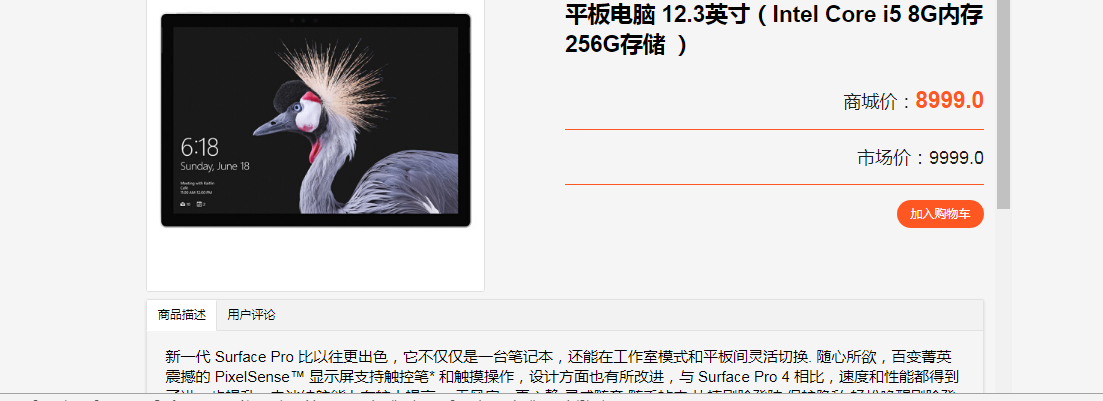 平板电脑 12.3英寸（Intel Core i5 8G内存
256G存储 ）
商城价：8999.0
市场价：9999.0
加入购物车
6:18
Sunday, June 18
11:00 AM-12:00 PM
商品描述
用户评论
新一代 Surface Pro 比以往更出色，它不仅仅是一台笔记本，还能在工作室模式和平板间灵活切换. 随心所欲，百变菁英
震撼的 PixelSense™ 显示屏支持触控笔* 和触摸操作，设计方面也有所改进，与 Surface Pro 4 相比，速度和性能都得到